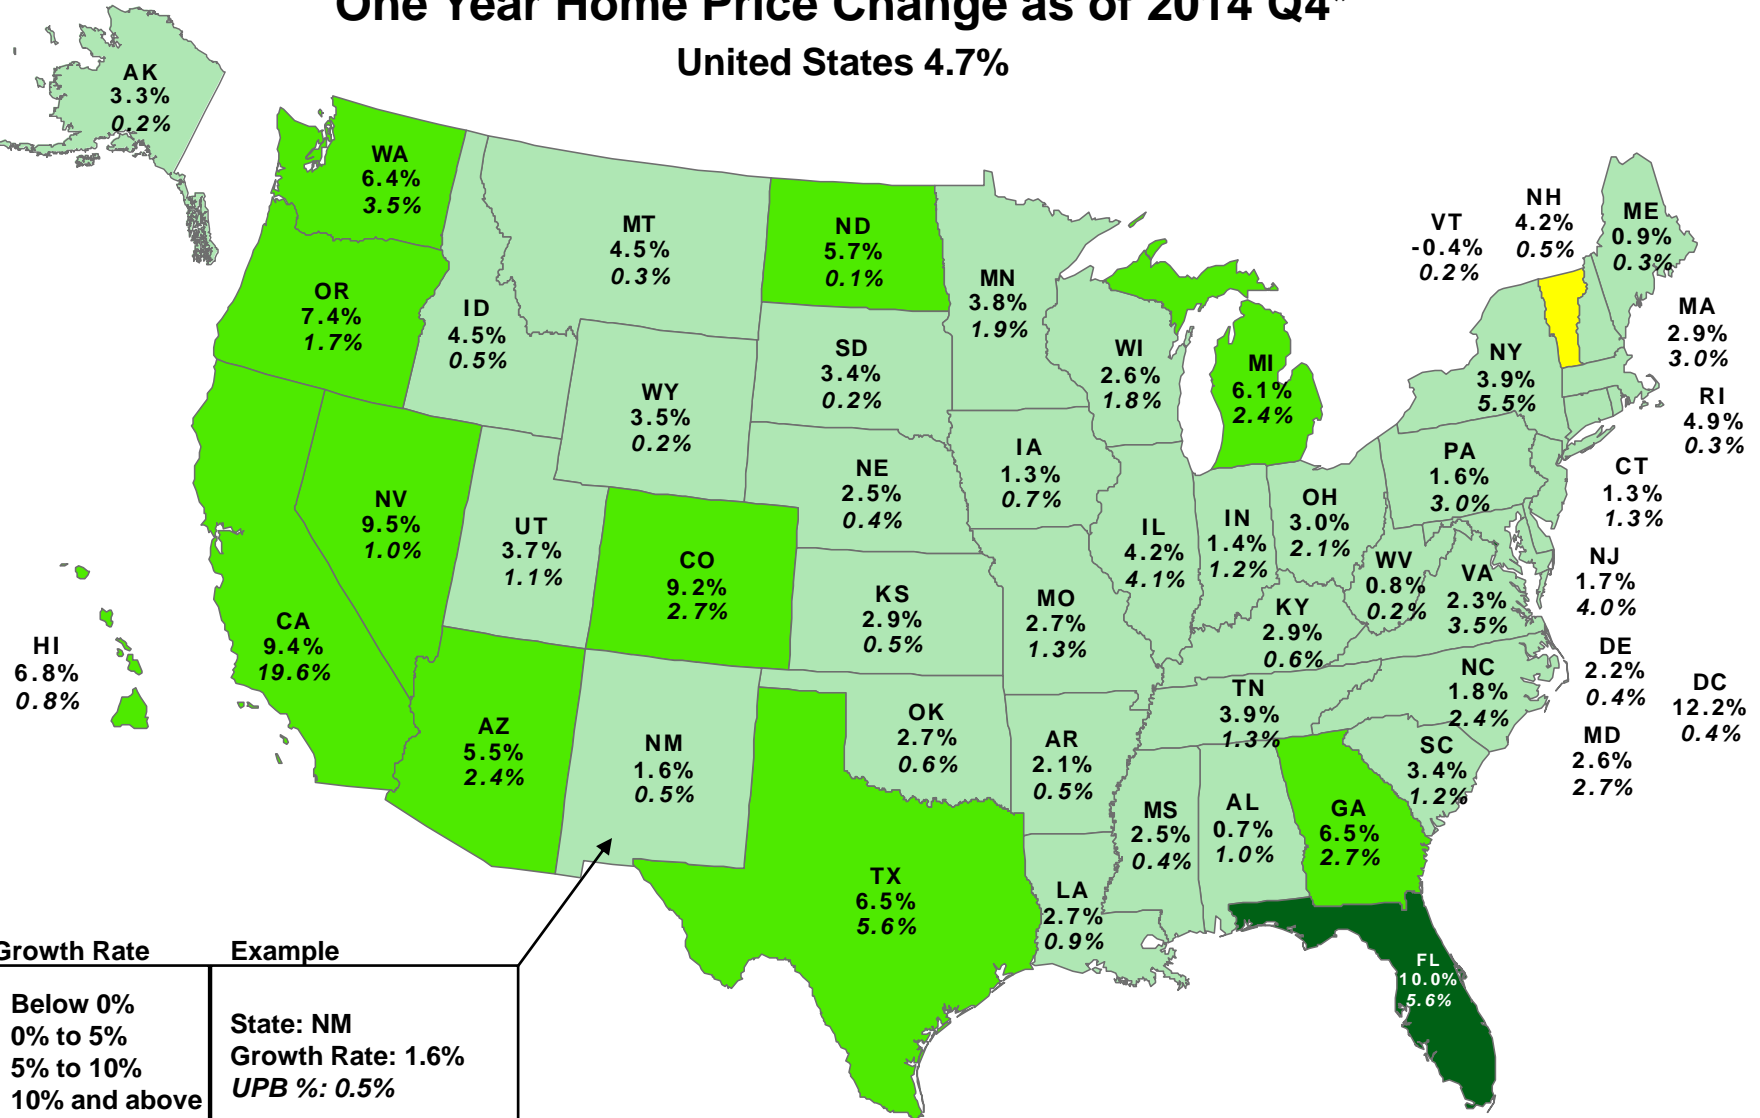 One Year Home Price Change as of 2014 Q4*
United States 4.7%
AK
3.3%
0.2%
WA
6.4%
3.5%
OR
7.4%
1.7%
ID
4.5%
0.5%
MT
4.5%
0.3%
ND
5.7%
0.1%
MN
3.8%
1.9%
WI
2.6%
1.8%
MI
6.1%
2.4%
VT
-0.4%
0.2%
NH
4.2%
0.5%
ME
0.9%
0.3%
MA
2.9%
3.0%
RI
4.9%
0.3%
CT
1.3%
1.3%
NY
3.9%
5.5%
PA
1.6%
3.0%
NJ
1.7%
4.0%
DE
2.2%
0.4%
DC
12.2%
0.4%
MD
2.6%
2.7%
SD
3.4%
0.2%
WY
3.5%
0.2%
NE
2.5%
0.4%
IA
1.3%
0.7%
IL
4.2%
4.1%
IN
1.4%
1.2%
OH
3.0%
2.1%
WV
0.8%
0.2%
VA
2.3%
3.5%
KY
2.9%
0.6%
NV
9.5%
1.0%
UT
3.7%
1.1%
CO
9.2%
2.7%
KS
2.9%
0.5%
MO
2.7%
1.3%
TN
3.9%
1.3%
NC
1.8%
2.4%
SC
3.4%
1.2%
HI
6.8%
0.8%
CA
9.4%
19.6%
AZ
5.5%
2.4%
NM
1.6%
0.5%
OK
2.7%
0.6%
AR
2.1%
0.5%
MS
2.5%
0.4%
AL
0.7%
1.0%
GA
6.5%
2.7%
TX
6.5%
5.6%
LA
2.7%
0.9%
FL
10.0%
5.6%
Growth Rate
Below 0%
0% to 5%
5% to 10%
10% and above
Example
State: NM
Growth Rate: 1.6%
UPB %: 0.5%